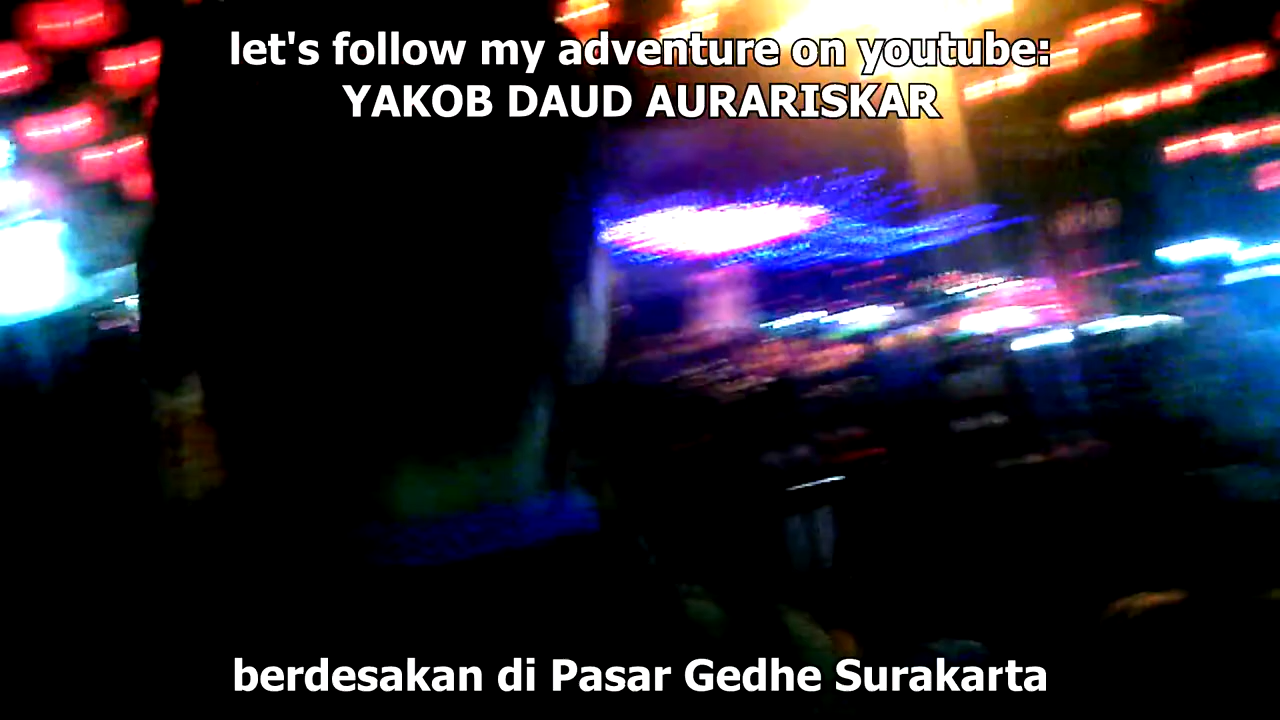 let's follow my adventure on youtube:
YAKOB DAUD AURARISKAR
berdesakan di Pasar Gedhe Surakarta